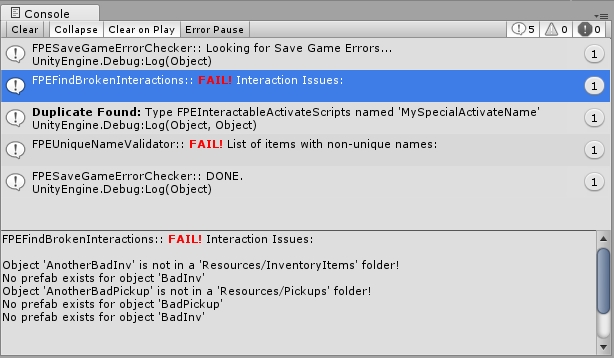 Console
Clear Collapse Clear on Play Error Pause 5 0 0
FPESaveGameErrorChecker:: Looking for Save Game Errors...
UnityEngine.Debug:Log(Object)
1
FPEFindBrokenInteractions:: FAIL! Interaction Issues:
1
Duplicate Found: Type FPEInteractableActivateScripts named 'MySpecialActivateName'
UnityEngine.Debug:Log(Object, Object)
1
FPEUniqueNameValidator:: FAIL! List of items with non-unique names:
1
FPESaveGameErrorChecker:: DONE.
UnityEngine.Debug:Log(Object)
1
FPEFindBrokenInteractions:: FAIL! Interaction Issues:
Object 'AnotherBadInv' is not in a 'Resources/InventoryItems' folder!
No prefab exists for object 'BadInv'
Object 'AnotherBadPickup' is not in a 'Resources/Pickups' folder!
No prefab exists for object 'BadPickup'
No prefab exists for object 'BadInv'